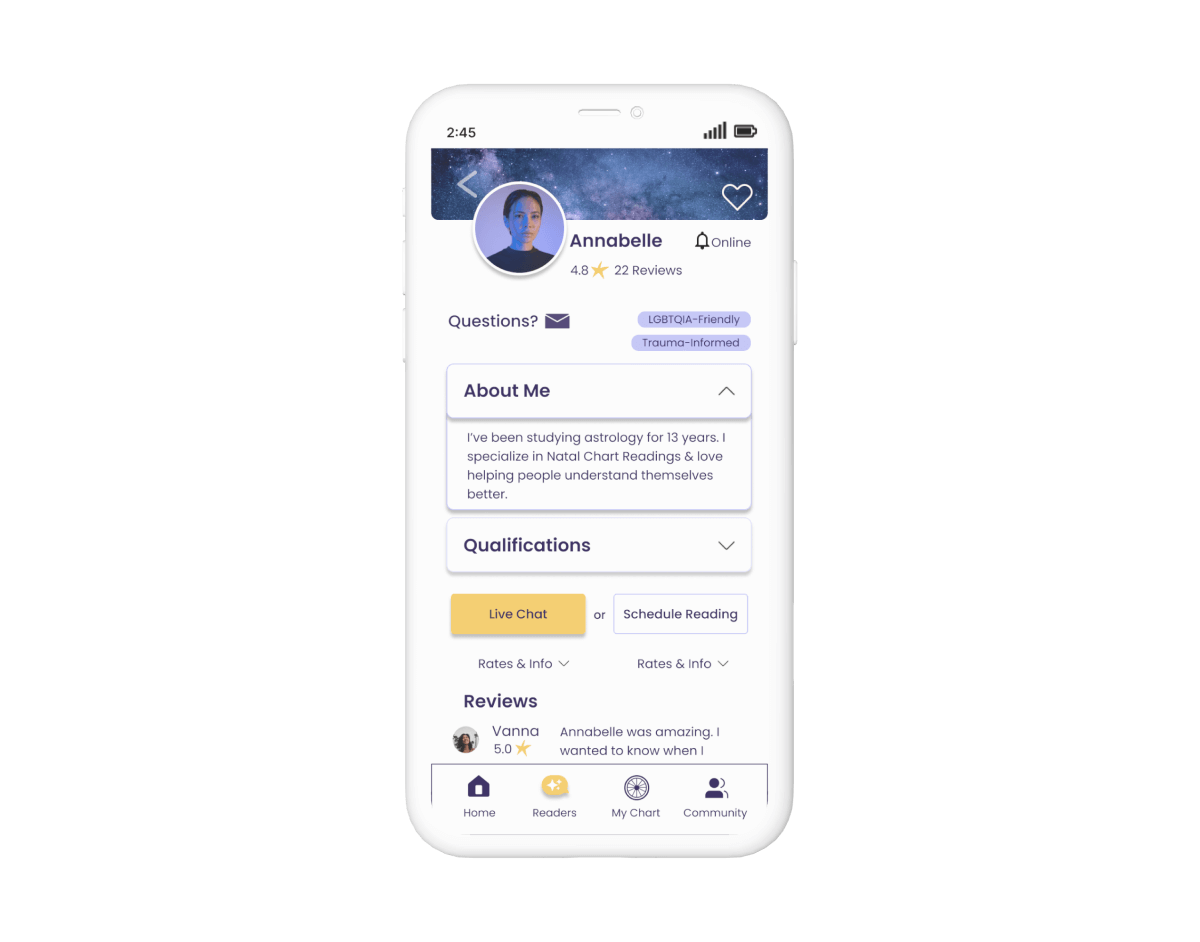 2:45
Annabelle
Online
4.8 22 Reviews
Questions?
LGBTQIA-Friendly
Trauma-Informed
About Me
I’ve been studying astrology for 13 years. I
specialize in Natal Chart Readings & love
helping people understand themselves
better.
Qualifications
Live Chat or Schedule Reading
Rates & Info Rates & Info
Reviews
Vanna
5.0
Annabelle was amazing. I
wanted to know when I
Home Readers My Chart Community